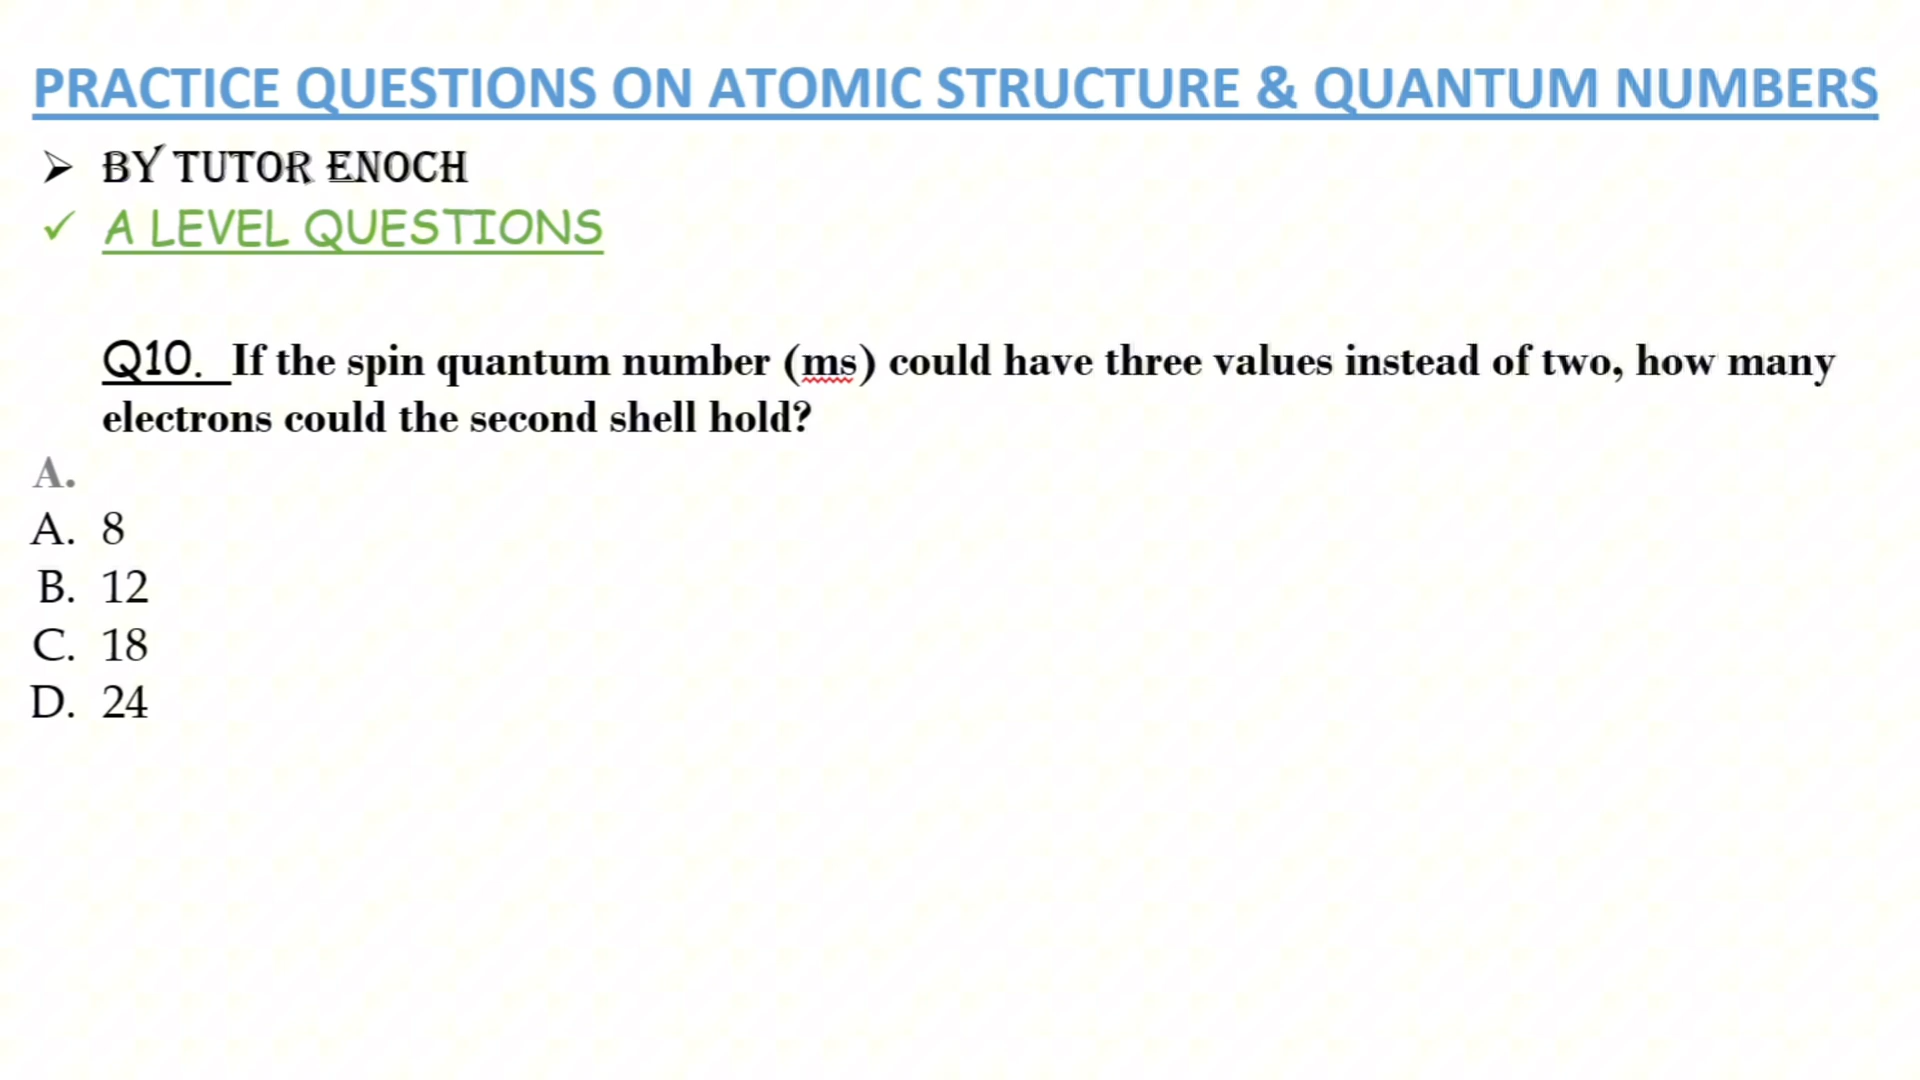 PRACTICE QUESTIONS ON ATOMIC STRUCTURE & QUANTUM NUMBERS
➢ BY TUTOR ENOCH
✓ A LEVEL QUESTIONS
Q10. If the spin quantum number (ms) could have three values instead of two, how many
electrons could the second shell hold?
A.
A. 8
B. 12
C. 18
D. 24